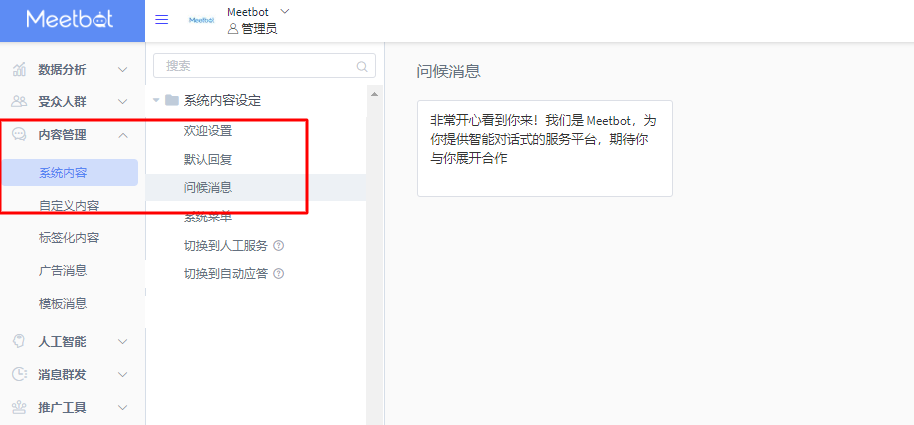 Meetbot
meetbot
Meetbot
管理员
数据分析
受众人群
内容管理
系统内容
自定义内容
标签化内容
广告消息
模板消息
人工智能
消息群发
推广工具
搜索
系统内容设定
欢迎设置
默认回复
问候消息
系统菜单
切换到人工服务
切换到自动应答
问候消息
非常开心看到你来！我们是 Meetbot，为
你提供智能对话式的服务平台，期待你
与你展开合作